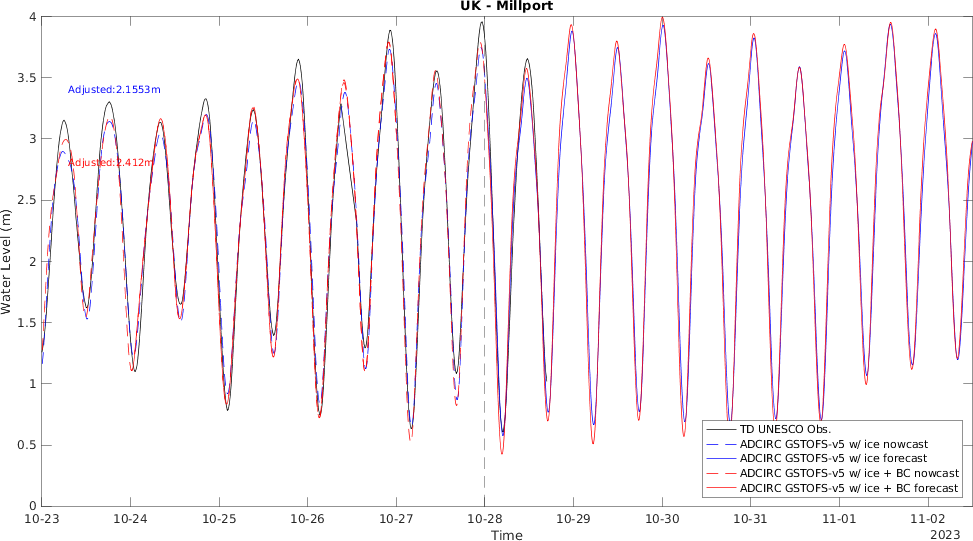 UK - Millport
4
3.5
3
2.5
2
1.5
1
0.5
0
Water Level (m)
Adjusted:2.1553m
Adjusted:2.412m
TD UNESCO Obs.
ADCIRC GSTOFS-v5 w/ ice nowcast
ADCIRC GSTOFS-v5 w/ ice forecast
ADCIRC GSTOFS-v5 w/ ice + BC nowcast
ADCIRC GSTOFS-v5 w/ ice + BC forecast
10-23 10-24 10-25 10-26 10-27 10-28 10-29 10-30 10-31 11-01 11-02
Time
2023